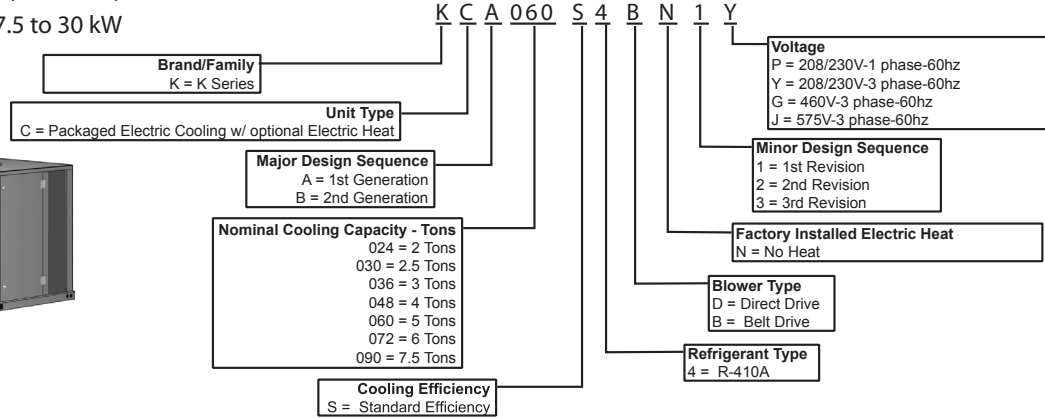 7.5 to 30 kW
K C A 060 S 4 B N 1 Y
Brand/Family
K = K Series
Unit Type
C = Packaged Electric Cooling w/ optional Electric Heat
Major Design Sequence
A = 1st Generation
B = 2nd Generation
Nominal Cooling Capacity - Tons
024 = 2 Tons
030 = 2.5 Tons
036 = 3 Tons
048 = 4 Tons
060 = 5 Tons
072 = 6 Tons
090 = 7.5 Tons
Cooling Efficiency
S = Standard Efficiency
Voltage
P = 208/230V-1 phase-60hz
Y = 208/230V-3 phase-60hz
G = 460V-3 phase-60hz
J = 575V-3 phase-60hz
Minor Design Sequence
1 = 1st Revision
2 = 2nd Revision
3 = 3rd Revision
Factory Installed Electric Heat
N = No Heat
Blower Type
D = Direct Drive
B = Belt Drive
Refrigerant Type
4 = R-410A